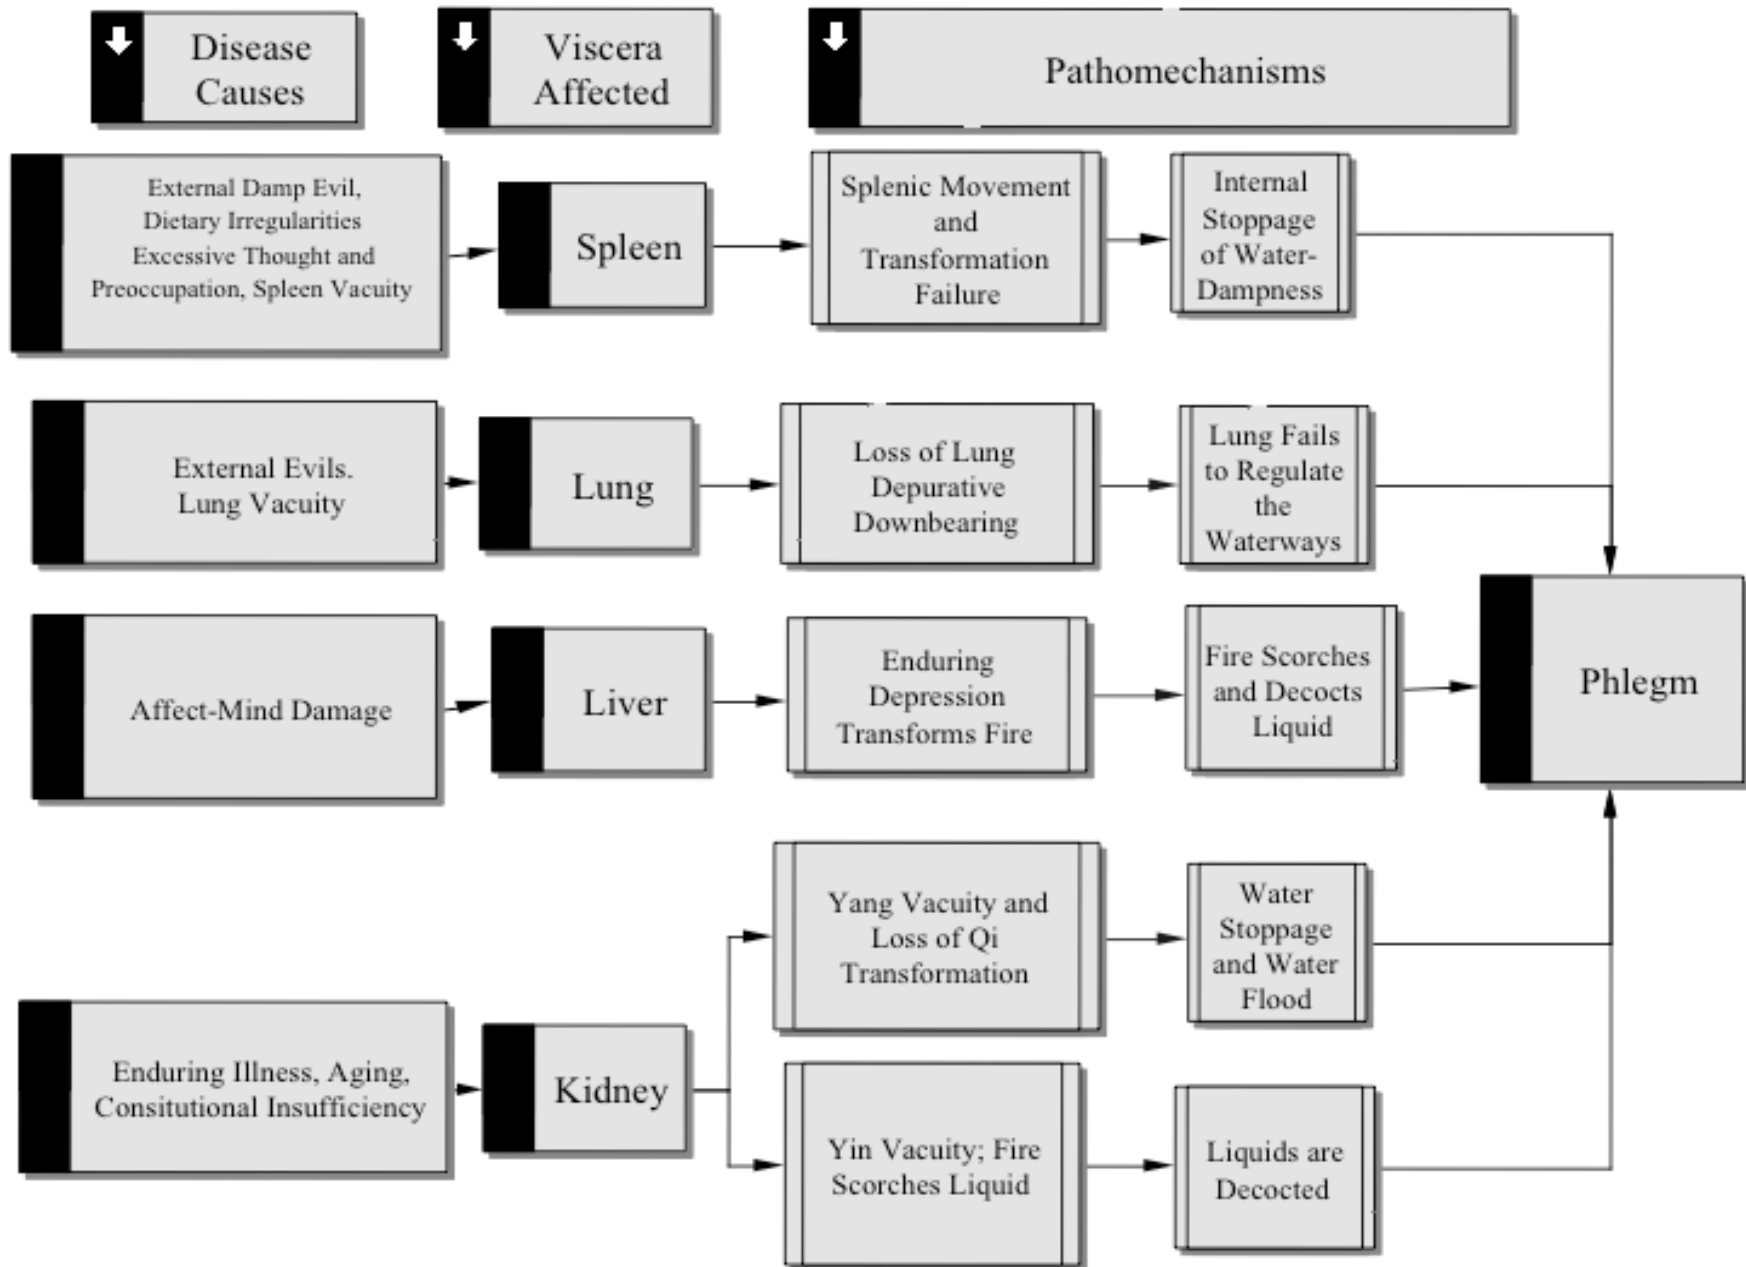 Disease
Causes
Viscera
Affected
Pathomechanisms
External Damp Evil,
Dietary Irregularities
Excessive Thought and
Preoccupation, Spleen Vacuity
Spleen
Splenic Movement
and
Transformation
Failure
Internal
Stoppage
of Water-
Dampness
External Evils.
Lung Vacuity
Lung
Loss of Lung
Depurative
Downbearing
Lung Fails
to Regulate
the
Waterways
Affect-Mind Damage
Liver
Enduring
Depression
Transforms Fire
Fire Scorches
and Decocts
Liquid
Phlegm
Enduring Illness, Aging,
Consitutional Insufficiency
Kidney
Yang Vacuity and
Loss of Qi
Transformation
Water
Stoppage
and Water
Flood
Yin Vacuity; Fire
Scorches Liquid
Liquids are
Decocted